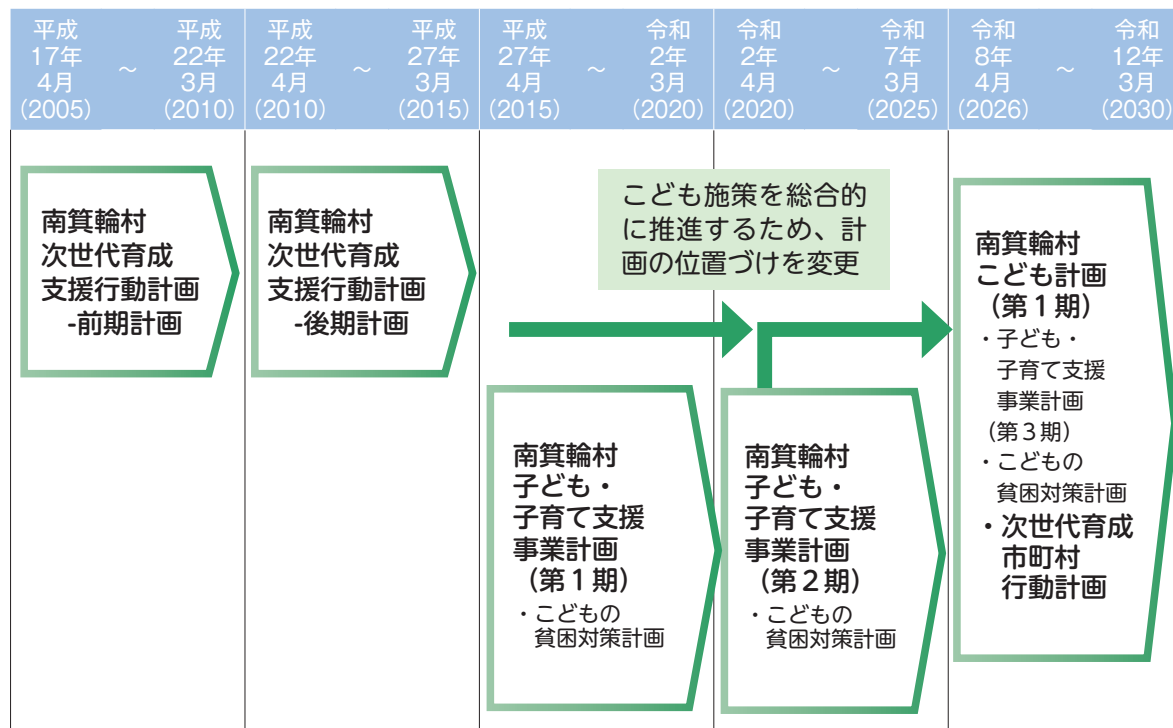 平成
17年
4月
(2005)
～
平成
22年
3月
(2010)
平成
22年
4月
(2010)
～
平成
27年
3月
(2015)
平成
27年
4月
(2015)
～
令和
2年
3月
(2020)
令和
2年
4月
(2020)
～
令和
7年
3月
(2025)
令和
8年
4月
(2026)
～
令和
12年
3月
(2030)
南箕輪村
次世代育成
支援行動計画
-前期計画
南箕輪村
次世代育成
支援行動計画
-後期計画
こども施策を総合的
に推進するため、計
画の位置づけを変更
南箕輪村
子ども・
子育て支援
事業計画
（第１期）
・こどもの
貧困対策計画
南箕輪村
子ども・
子育て支援
事業計画
（第２期）
・こどもの
貧困対策計画
南箕輪村
こども計画
（第１期）
・子ども・
子育て支援
事業計画
（第３期）
・こどもの
貧困対策計画
・次世代育成
市町村
行動計画